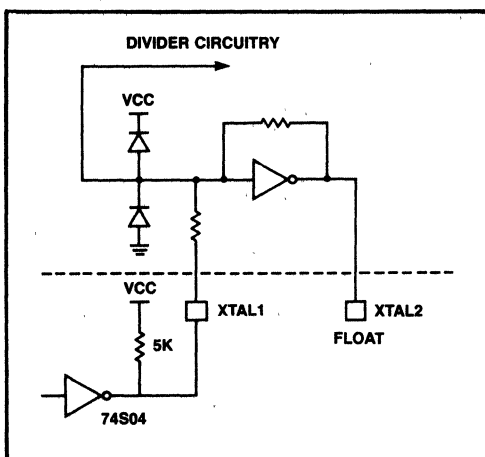 DIVIDER CIRCUITRY
VCC
VCC
XTAL1
XTAL2
5K
FLOAT
74S04